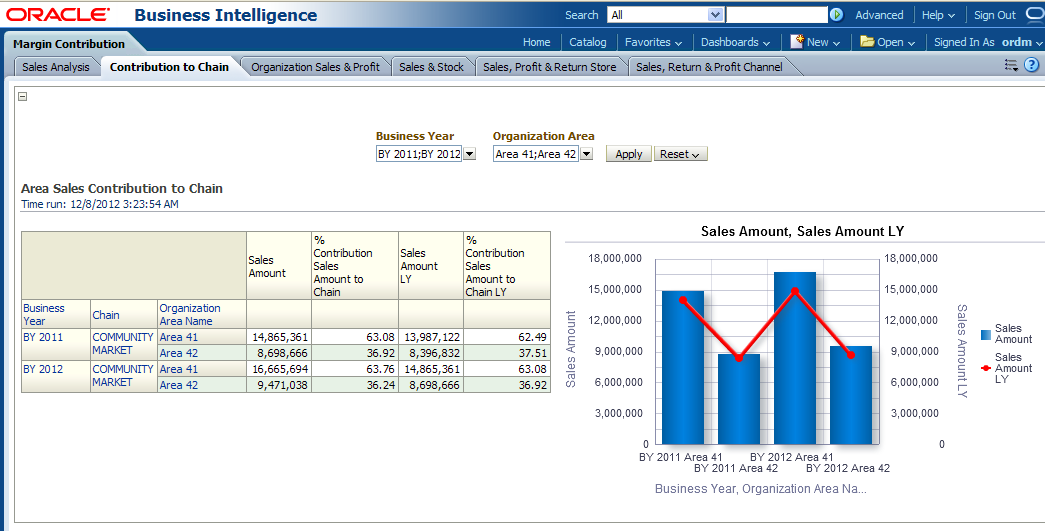 ORACLE® Business Intelligence
Search All Advanced Help Sign Out
Margin Contribution
Home Catalog Favorites Dashboards New Open Signed In As ordm
Sales Analysis Contribution to Chain Organization Sales & Profit Sales & Stock Sales, Profit & Return Store Sales, Return & Profit Channel
Business Year Organization Area
BY 2011;BY 2012 Area 41;Area 42 Apply Reset
Area Sales Contribution to Chain
Time run: 12/8/2012 3:23:54 AM
Sales Amount
% Contribution Sales Amount to Chain
Sales Amount LY
% Contribution Sales Amount to Chain LY
Business Year Chain Organization Area Name
BY 2011 COMMUNITY MARKET Area 41 14,865,361 63.08 13,987,122 62.49
Area 42 8,698,666 36.92 8,396,832 37.51
BY 2012 COMMUNITY MARKET Area 41 16,665,694 63.76 14,865,361 63.08
Area 42 9,471,038 36.24 8,698,666 36.92
Sales Amount, Sales Amount LY
Sales Amount
18,000,000
15,000,000
12,000,000
9,000,000
6,000,000
3,000,000
0
18,000,000
15,000,000
12,000,000
9,000,000
6,000,000
3,000,000
0
Sales Amount LY
BY 2011 Area 41
BY 2011 Area 42
BY 2012 Area 41
BY 2012 Area 42
Business Year, Organization Area Na...
Sales Amount
Sales Amount LY